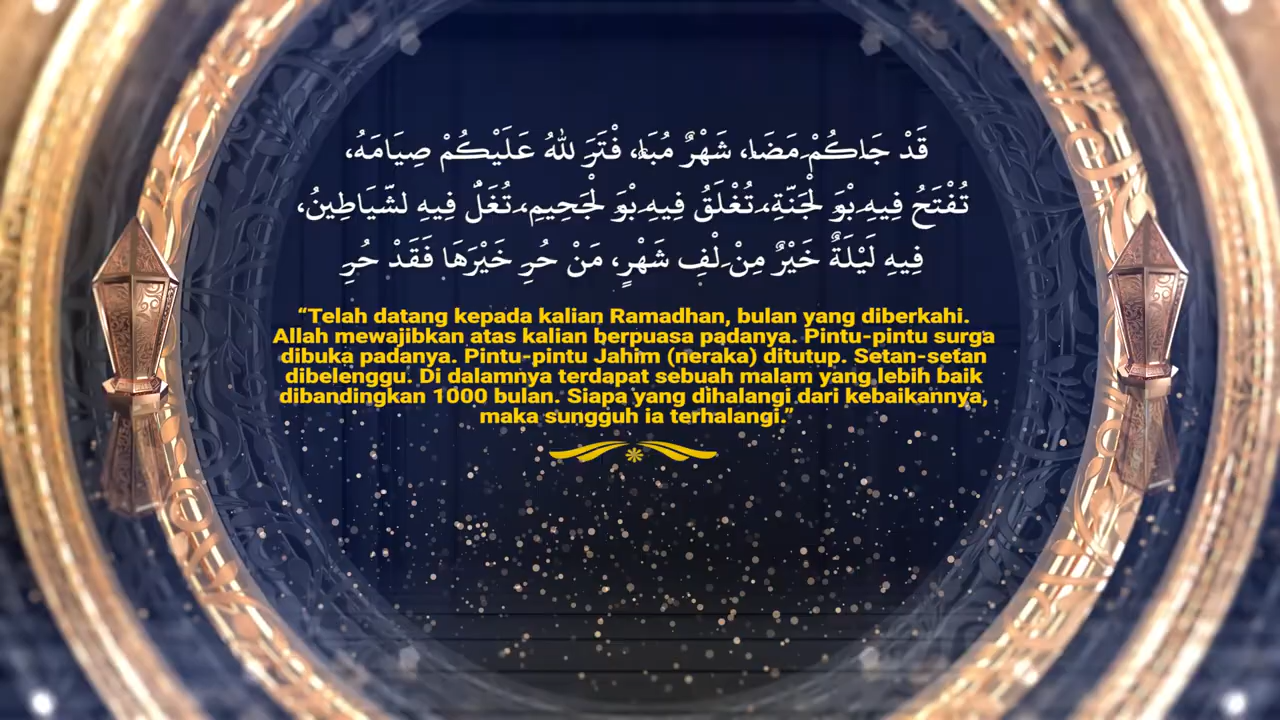 قَدْ جَاكُمْ مَضَا، شَهْرٌ مُبَا، فْتَرَ للهُ عَلَيْكُمْ صِيَامَهُ،
تُفْتَحُ فِيهِ بْوَ لْجَنّةِ، تُغْلَقُ فِيهِ بْوَ لْجَحِيمِ، تُغَلّ فِيهِ لشّيَاطِينُ،
فِيهِ لَيْلَةٌ خَيْرٌ مِنْ لْفِ شَهْرٍ، مَنْ حُرِ خَيْرَهَا فَقَدْ حُرِ
“Telah datang kepada kalian Ramadhan, bulan yang diberkahi.
Allah mewajibkan atas kalian berpuasa padanya. Pintu-pintu surga
dibuka padanya. Pintu-pintu Jahim (neraka) ditutup. Setan-setan
dibelenggu. Di dalamnya terdapat sebuah malam yang lebih baik
dibandingkan 1000 bulan. Siapa yang dihalangi dari kebaikannya,
maka sungguh ia terhalangi.”